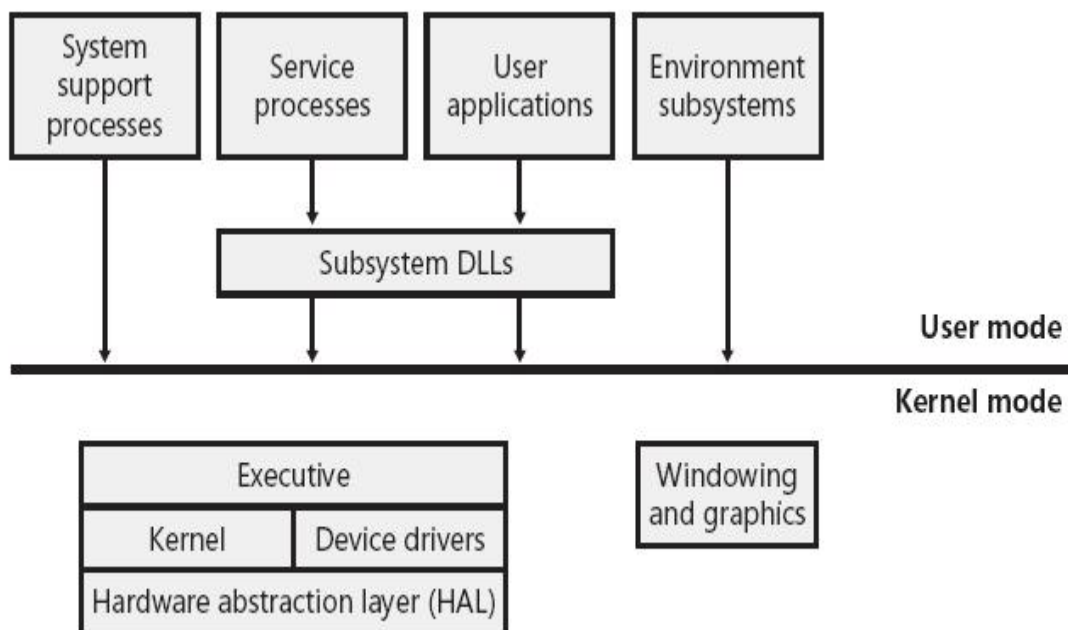 System
support
processes
Service
processes
User
applications
Environment
subsystems
Subsystem DLLs
User mode
Kernel mode
Executive
Kernel
Device drivers
Hardware abstraction layer (HAL)
Windowing
and graphics